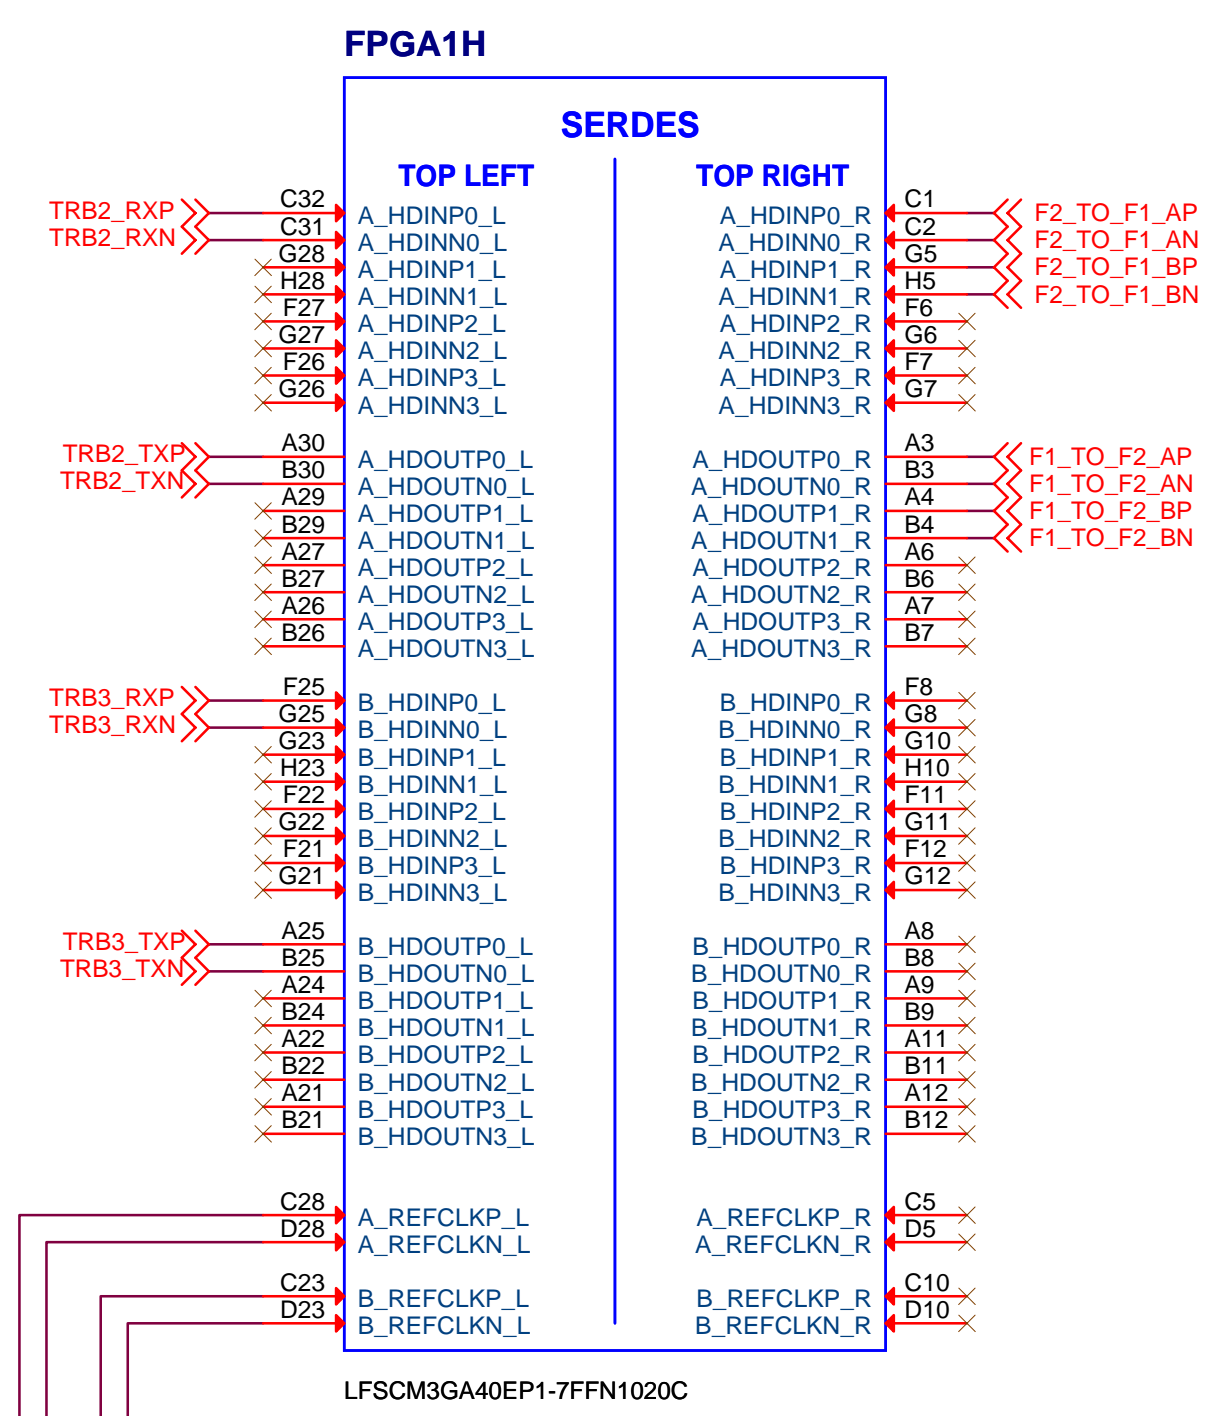 FPGA1H
SERDES
TOP LEFT TOP RIGHT
TRB2_RXP C32 A_HDINP0_L A_HDINP0_R C1 F2_TO_F1_AP
TRB2_RXN C31 A_HDINN0_L A_HDINN0_R C2 F2_TO_F1_AN
G28 A_HDINP1_L A_HDINP1_R G5 F2_TO_F1_BP
H28 A_HDINN1_L A_HDINN1_R H5 F2_TO_F1_BN
F27 A_HDINP2_L A_HDINP2_R F6
G27 A_HDINN2_L A_HDINN2_R G6
F26 A_HDINP3_L A_HDINP3_R F7
G26 A_HDINN3_L A_HDINN3_R G7
TRB2_TXP A30 A_HDOUTP0_L A_HDOUTP0_R A3 F1_TO_F2_AP
TRB2_TXN B30 A_HDOUTN0_L A_HDOUTN0_R B3 F1_TO_F2_AN
A29 A_HDOUTP1_L A_HDOUTP1_R A4 F1_TO_F2_BP
B29 A_HDOUTN1_L A_HDOUTN1_R B4 F1_TO_F2_BN
A27 A_HDOUTP2_L A_HDOUTP2_R A6
B27 A_HDOUTN2_L A_HDOUTN2_R B6
A26 A_HDOUTP3_L A_HDOUTP3_R A7
B26 A_HDOUTN3_L A_HDOUTN3_R B7
TRB3_RXP F25 B_HDINP0_L B_HDINP0_R F8
TRB3_RXN G25 B_HDINN0_L B_HDINN0_R G8
G23 B_HDINP1_L B_HDINP1_R G10
H23 B_HDINN1_L B_HDINN1_R H10
F22 B_HDINP2_L B_HDINP2_R F11
G22 B_HDINN2_L B_HDINN2_R G11
F21 B_HDINP3_L B_HDINP3_R F12
G21 B_HDINN3_L B_HDINN3_R G12
TRB3_TXP A25 B_HDOUTP0_L B_HDOUTP0_R A8
TRB3_TXN B25 B_HDOUTN0_L B_HDOUTN0_R B8
A24 B_HDOUTP1_L B_HDOUTP1_R A9
B24 B_HDOUTN1_L B_HDOUTN1_R B9
A22 B_HDOUTP2_L B_HDOUTP2_R A11
B22 B_HDOUTN2_L B_HDOUTN2_R B11
A21 B_HDOUTP3_L B_HDOUTP3_R A12
B21 B_HDOUTN3_L B_HDOUTN3_R B12
C28 A_REFCLKP_L A_REFCLKP_R C5
D28 A_REFCLKN_L A_REFCLKN_R D5
C23 B_REFCLKP_L B_REFCLKP_R C10
D23 B_REFCLKN_L B_REFCLKN_R D10
LFSCM3GA40EP1-7FFN1020C